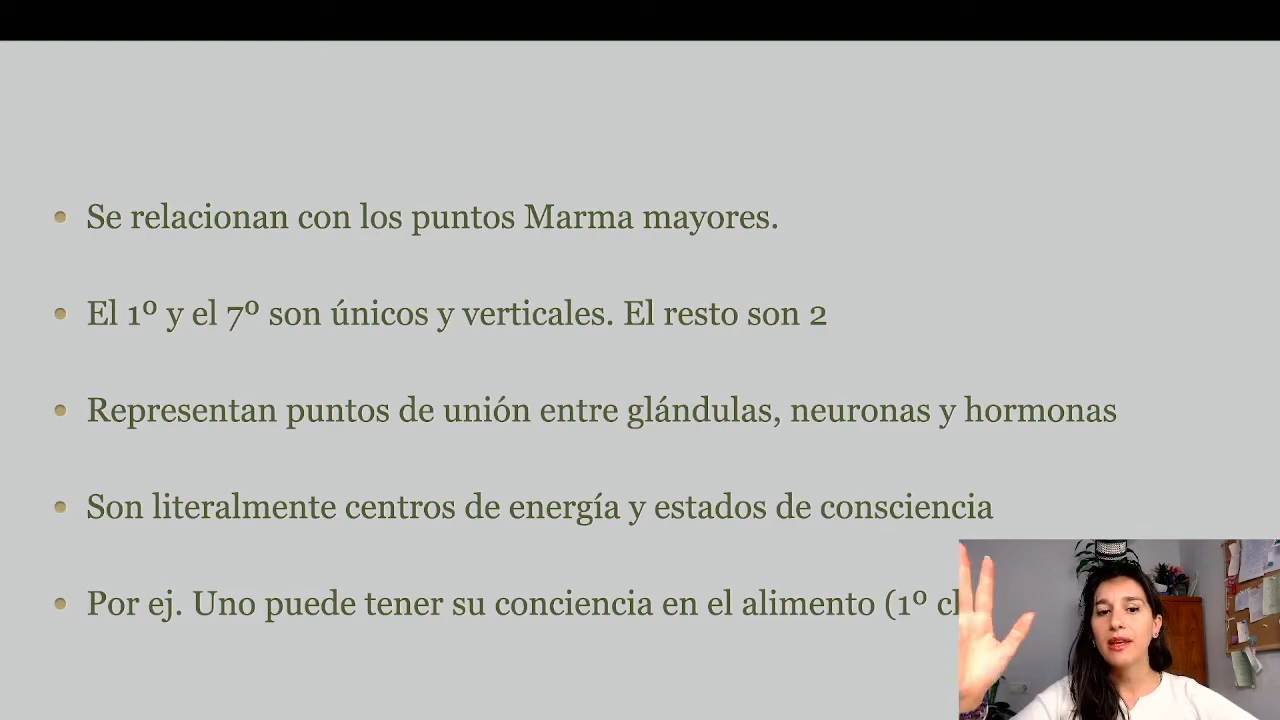 Se relacionan con los puntos Marma mayores.
El 1º y el 7º son únicos y verticales. El resto son 2
Representan puntos de unión entre glándulas, neuronas y hormonas
Son literalmente centros de energía y estados de consciencia
Por ej. Uno puede tener su conciencia en el alimento (1º